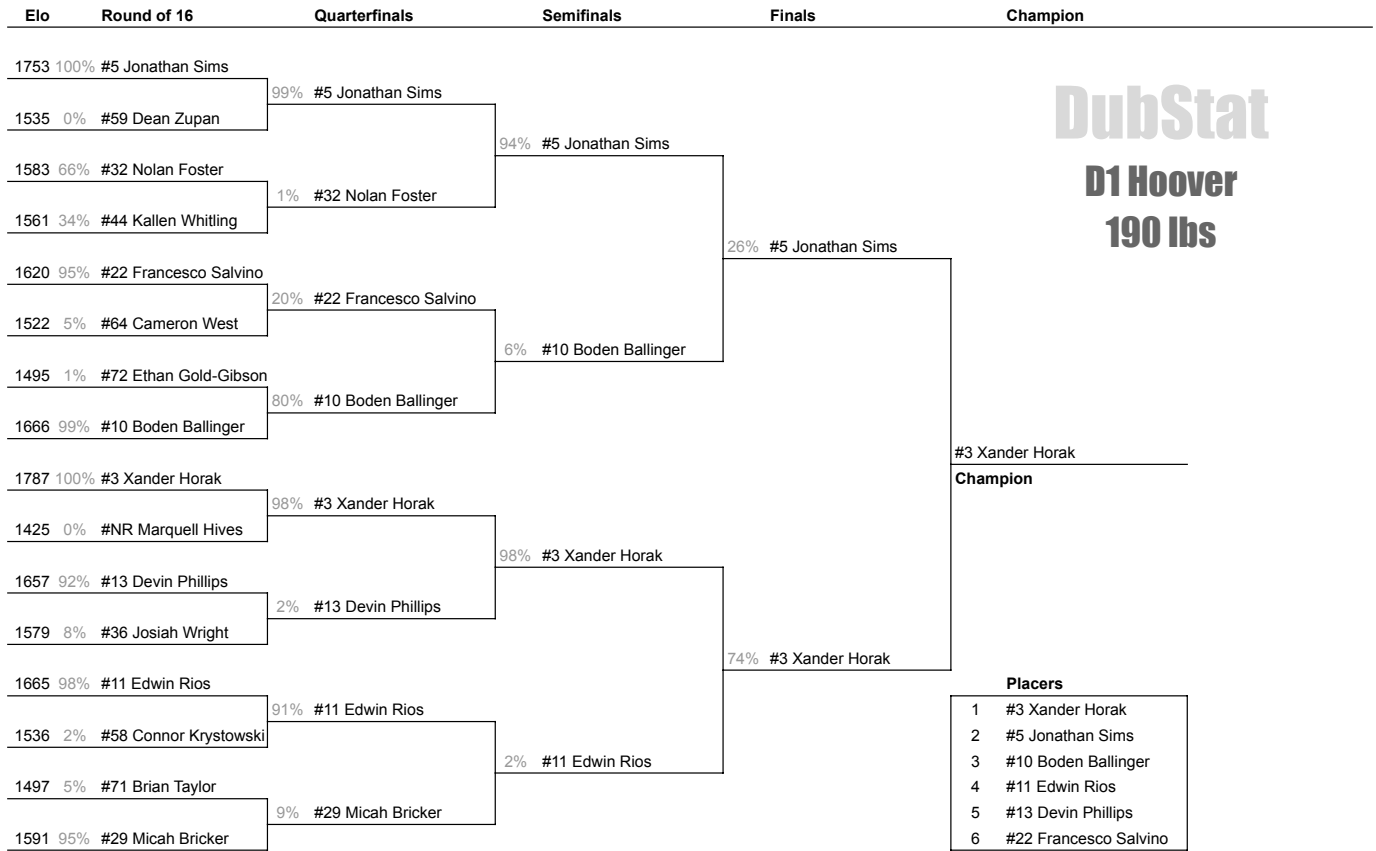 Elo Round of 16 Quarterfinals Semifinals Finals Champion
1753 100% #5 Jonathan Sims
99% #5 Jonathan Sims
1535 0% #59 Dean Zupan
94% #5 Jonathan Sims
1583 66% #32 Nolan Foster
1% #32 Nolan Foster
1561 34% #44 Kallen Whitling
26% #5 Jonathan Sims
1620 95% #22 Francesco Salvino
20% #22 Francesco Salvino
1522 5% #64 Cameron West
6% #10 Boden Ballinger
1495 1% #72 Ethan Gold-Gibson
80% #10 Boden Ballinger
1666 99% #10 Boden Ballinger
DubStat
D1 Hoover
190 lbs
#3 Xander Horak
Champion
1787 100% #3 Xander Horak
98% #3 Xander Horak
1425 0% #NR Marquell Hives
98% #3 Xander Horak
1657 92% #13 Devin Phillips
2% #13 Devin Phillips
1579 8% #36 Josiah Wright
74% #3 Xander Horak
1665 98% #11 Edwin Rios
91% #11 Edwin Rios
1536 2% #58 Connor Krystowski
2% #11 Edwin Rios
1497 5% #71 Brian Taylor
9% #29 Micah Bricker
1591 95% #29 Micah Bricker
Placers
1 #3 Xander Horak
2 #5 Jonathan Sims
3 #10 Boden Ballinger
4 #11 Edwin Rios
5 #13 Devin Phillips
6 #22 Francesco Salvino